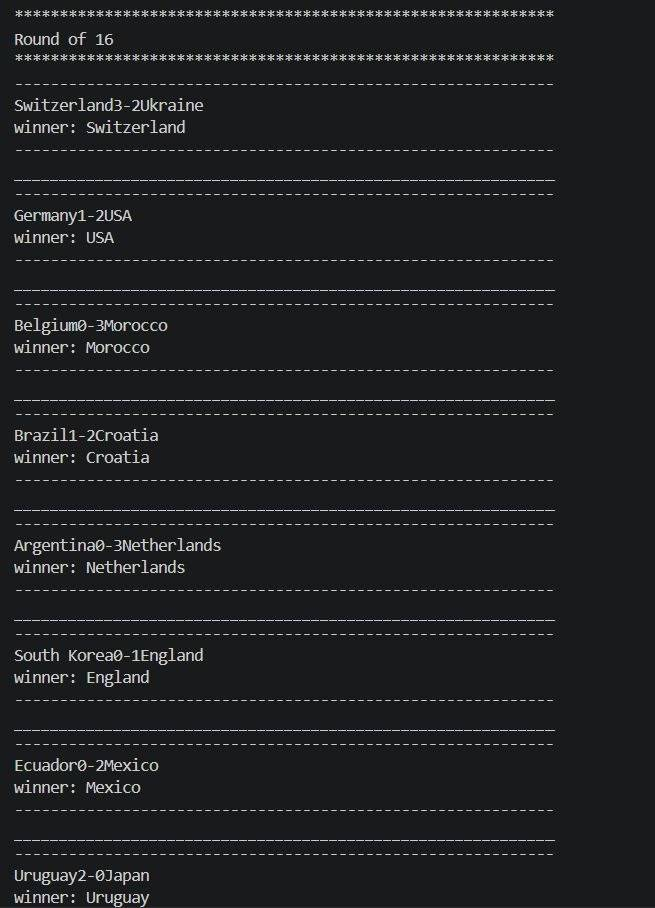 ************************************************************
Round of 16
************************************************************
------------------------------------------------------------
Switzerland3-2Ukraine
winner: Switzerland
------------------------------------------------------------
____________________________________________________________
------------------------------------------------------------
Germany1-2USA
winner: USA
------------------------------------------------------------
____________________________________________________________
------------------------------------------------------------
Belgium0-3Morocco
winner: Morocco
------------------------------------------------------------
____________________________________________________________
------------------------------------------------------------
Brazil1-2Croatia
winner: Croatia
------------------------------------------------------------
____________________________________________________________
------------------------------------------------------------
Argentina0-3Netherlands
winner: Netherlands
------------------------------------------------------------
____________________________________________________________
------------------------------------------------------------
South Korea0-1England
winner: England
------------------------------------------------------------
____________________________________________________________
------------------------------------------------------------
Ecuador0-2Mexico
winner: Mexico
------------------------------------------------------------
____________________________________________________________
------------------------------------------------------------
Uruguay2-0Japan
winner: Uruguay